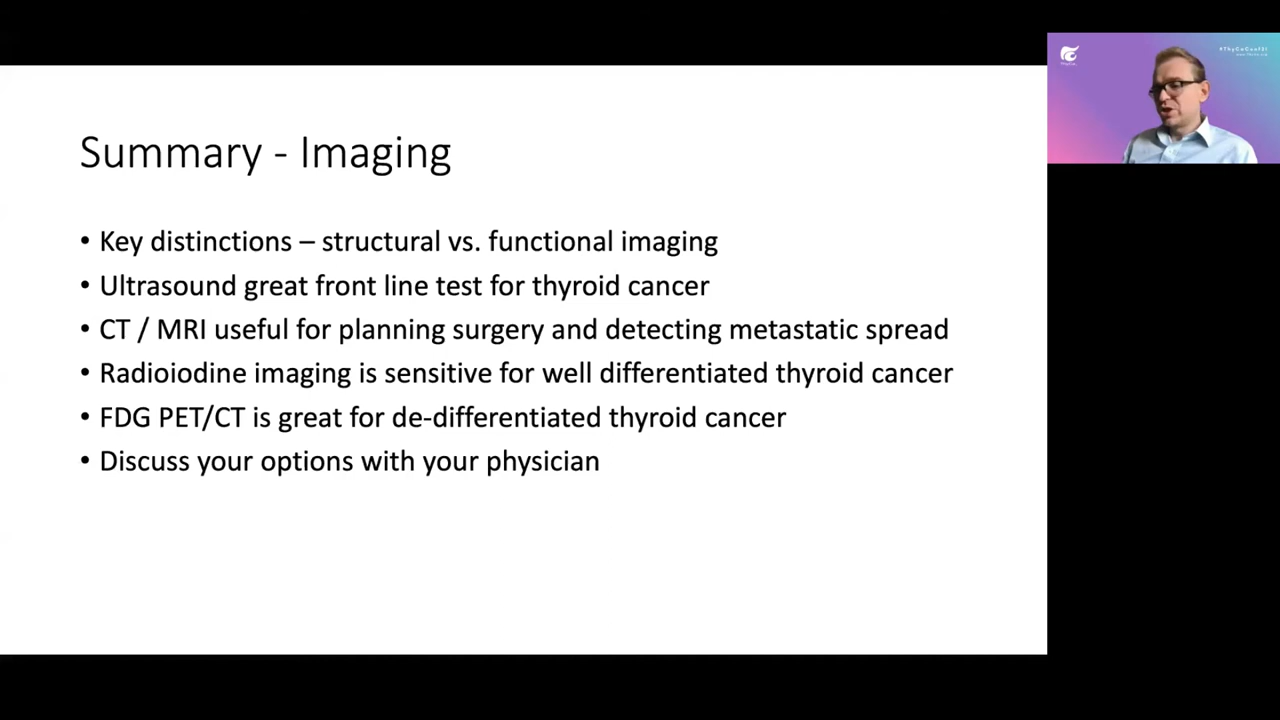 Summary - Imaging
• Key distinctions – structural vs. functional imaging
• Ultrasound great front line test for thyroid cancer
• CT / MRI useful for planning surgery and detecting metastatic spread
• Radioiodine imaging is sensitive for well differentiated thyroid cancer
• FDG PET/CT is great for de-differentiated thyroid cancer
• Discuss your options with your physician